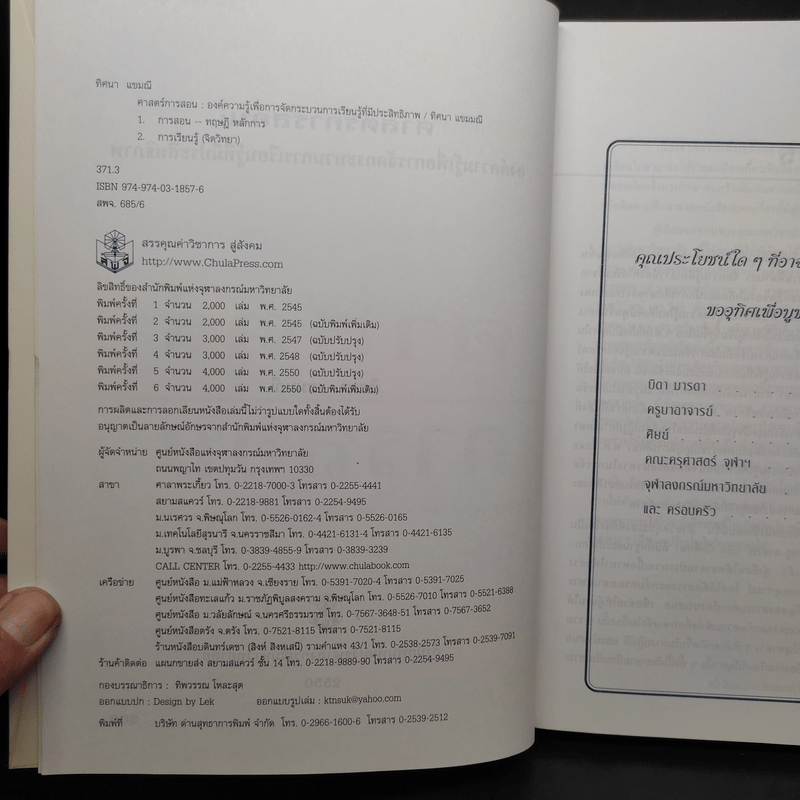 ทิศนา แขมณี
ศาสตร์การสอน : องค์ความรู้เพื่อการจัดกระบวนการเรียนรู้ที่มีประสิทธิภาพ / ทิศนา แขมมณี
1. การสอน -- ทฤษฎี หลักการ
2. การเรียนรู้ (จิตวิทยา)
371.3
ISBN 974-974-03-1857-6
สพจ. 685/6
สรรคุณค่าวิชาการ สู่สังคม
http://www.ChulaPress.com
ลิขสิทธิ์ของสำนักพิมพ์แห่งจุฬาลงกรณ์มหาวิทยาลัย
พิมพ์ครั้งที่ 1 จำนวน 2,000 เล่ม พ.ศ. 2545
พิมพ์ครั้งที่ 2 จำนวน 2,000 เล่ม พ.ศ. 2545 (ฉบับพิมพ์เพิ่มเติม)
พิมพ์ครั้งที่ 3 จำนวน 3,000 เล่ม พ.ศ. 2547 (ฉบับปรับปรุง)
พิมพ์ครั้งที่ 4 จำนวน 3,000 เล่ม พ.ศ. 2548 (ฉบับปรับปรุง)
พิมพ์ครั้งที่ 5 จำนวน 4,000 เล่ม พ.ศ. 2550 (ฉบับปรับปรุง)
พิมพ์ครั้งที่ 6 จำนวน 4,000 เล่ม พ.ศ. 2550 (ฉบับพิมพ์เพิ่มเติม)
การผลิตและการลอกเลียนหนังสือเล่มนี้ไม่ว่ารูปแบบใดทั้งสิ้นต้องได้รับ
อนุญาตเป็นลายลักษณ์อักษรจากสำนักพิมพ์แห่งจุฬาลงกรณ์มหาวิทยาลัย
ผู้จัดจำหน่าย ศูนย์หนังสือแห่งจุฬาลงกรณ์มหาวิทยาลัย
ถนนพญาไท เขตปทุมวัน กรุงเทพฯ 10330
สาขา ศาลาพระเกี้ยว โทร. 0-2218-7000-3 โทรสาร 0-2255-4441
สยามสแควร์ โทร. 0-2218-9881 โทรสาร 0-2254-9495
ม.นเรศวร จ.พิษณุโลก โทร. 0-5526-0162-4 โทรสาร 0-5526-0165
ม.เทคโนโลยีสุรนารี จ.นครราชสีมา โทร. 0-4421-6131-4 โทรสาร 0-4421-6135
ม.บูรพา จ.ชลบุรี โทร. 0-3839-4855-9 โทรสาร 0-3839-3239
CALL CENTER โทร. 0-2255-4433 http://www.chulabook.com
เครือข่าย ศูนย์หนังสือ ม.แม่ฟ้าหลวง จ.เชียงราย โทร. 0-5391-7020-4 โทรสาร 0-5391-7025
ศูนย์หนังสือทะเลแก้ว ม.ราชภัฏพิบูลสงคราม จ.พิษณุโลก โทร. 0-5526-7010 โทรสาร 0-5521-6388
ศูนย์หนังสือ ม.วลัยลักษณ์ จ.นครศรีธรรมราช โทร. 0-7567-3648-51 โทรสาร 0-7567-3652
ศูนย์หนังสือตรัง จ.ตรัง โทร. 0-7521-8115 โทรสาร 0-7521-8115
ร้านหนังสือบดินทร์เดชา (สิงห์ สิงหเสนี) รามคำแหง 43/1 โทร. 0-2538-2573 โทรสาร 0-2539-7091
ร้านค้าติดต่อ แผนกขายส่ง สยามสแควร์ ชั้น 14 โทร. 0-2218-9889-90 โทรสาร 0-2254-9495
กองบรรณาธิการ : ทิพวรรณ โหละสุต
ออกแบบปก : Design by Lek ออกแบบรูปเล่ม : ktnsuk@yahoo.com
พิมพ์ที่ บริษัท ด่านสุทธาการพิมพ์ จำกัด โทร. 0-2966-1600-6 โทรสาร 0-2539-2512
คุณประโยชน์ใด ๆ ที่อาจ
ขออุทิศเพื่อบูช
บิดา มารดา . . . .
ครูบาอาจารย์ . . . .
ศิษย์ . . . . .
คณะครุศาสตร์ จุฬาฯ . . .
จุฬาลงกรณ์มหาวิทยาลัย . .
และ ครอบครัว . . . .